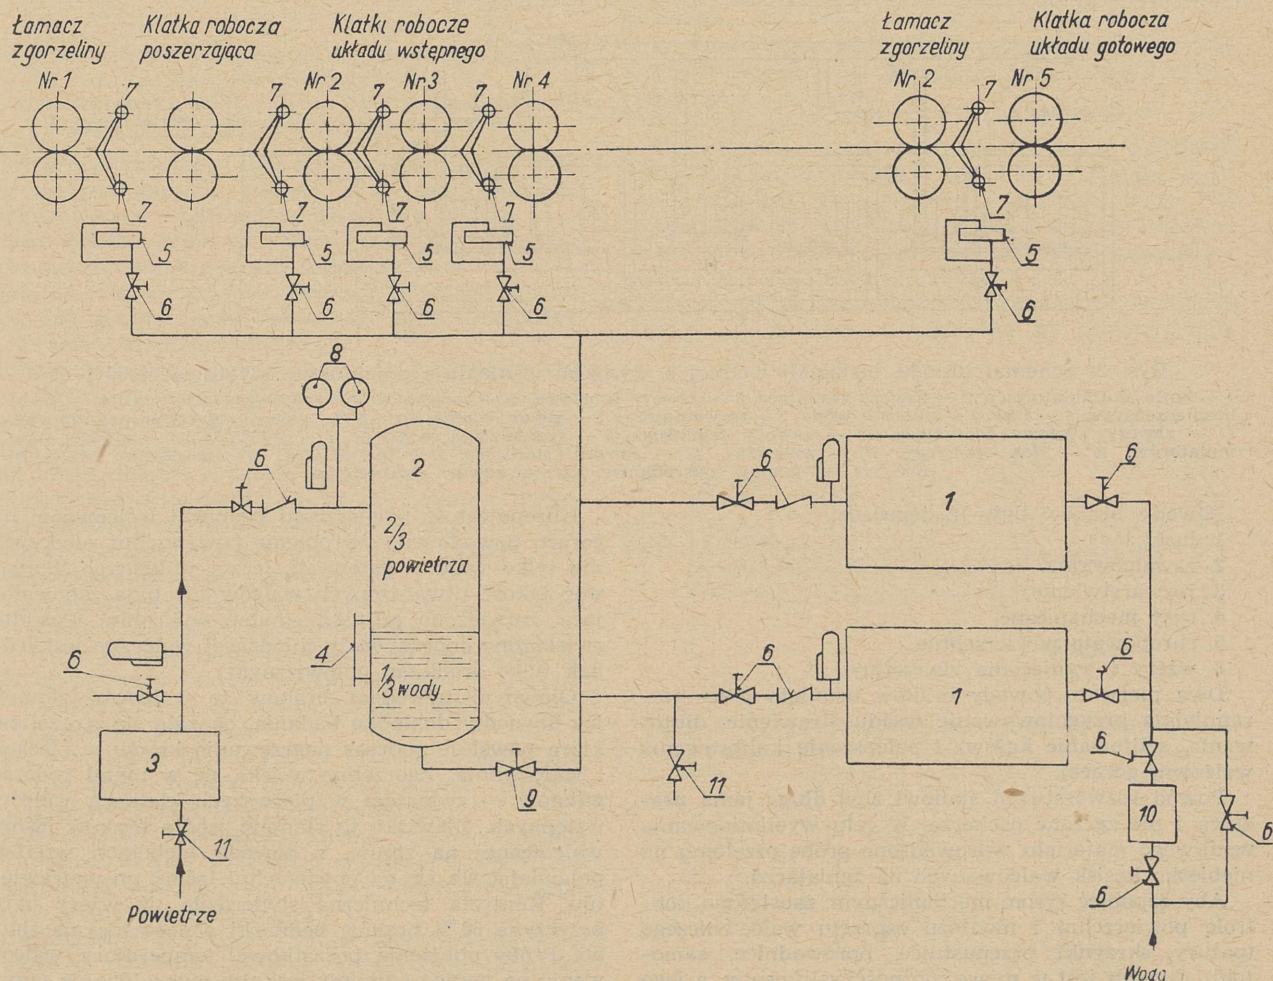 Łamacz
zgorzeliny
Klatka robocza
poszerzająca
Klatki robocze
układu wstępnego
Łamacz
zgorzeliny
Klatka robocza
układu gotowego
Nr 1
7
7
Nr 2
7
Nr 3
7
Nr 4
Nr 2
7
Nr 5
7
7
7
7
7
5
5
5
5
5
6
6
6
6
6
8
6
2
6
1
6
2/3
powietrza
4
1/3 wody
6
6
1
6
3
9
11
6
10
6
11
6
Powietrze
Woda